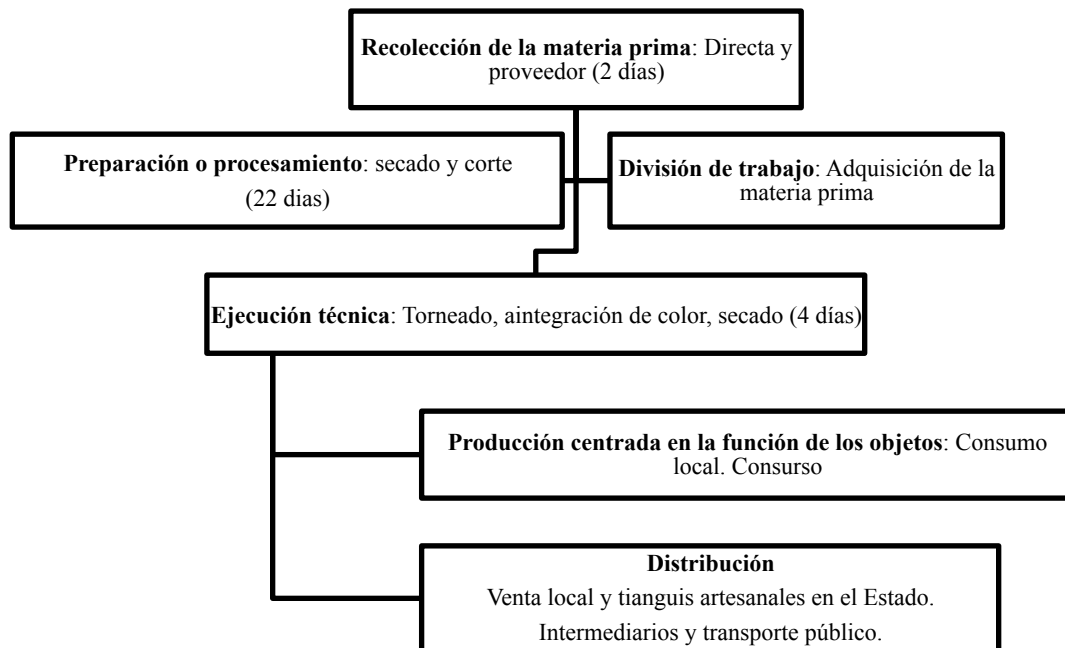 Recolección de la materia prima: Directa y
proveedor (2 días)
Preparación o procesamiento: secado y corte
(22 dias)
División de trabajo: Adquisición de la
materia prima
Ejecución técnica: Torneado, aintegración de color, secado (4 días)
Producción centrada en la función de los objetos: Consumo
local. Consurso
Distribución
Venta local y tianguis artesanales en el Estado.
Intermediarios y transporte público.